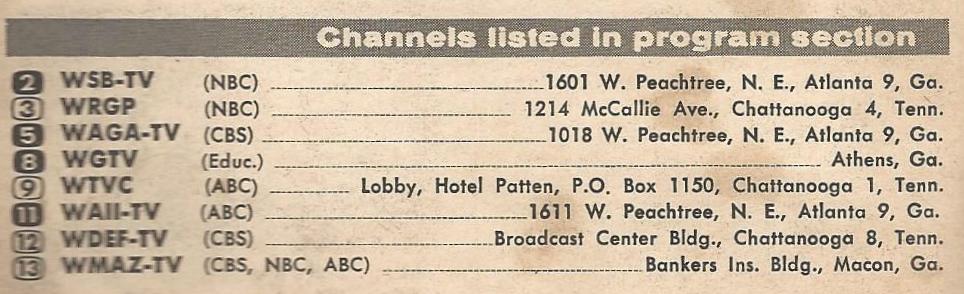 Channels listed in program section
2 WSB-TV (NBC) 1601 W. Peachtree, N. E., Atlanta 9, Ga.
3 WRGP (NBC) 1214 McCallie Ave., Chattanooga 4, Tenn.
5 WAGA-TV (CBS) 1018 W. Peachtree, N. E., Atlanta 9, Ga.
8 WGTV (Educ.) Athens, Ga.
9 WTVC (ABC) Lobby, Hotel Patten, P.O. Box 1150, Chattanooga 1, Tenn.
11 WAII-TV (ABC) 1611 W. Peachtree, N. E., Atlanta 9, Ga.
12 WDEF-TV (CBS) Broadcast Center Bldg., Chattanooga 8, Tenn.
13 WMAZ-TV (CBS, NBC, ABC) Bankers Ins. Bldg., Macon, Ga.